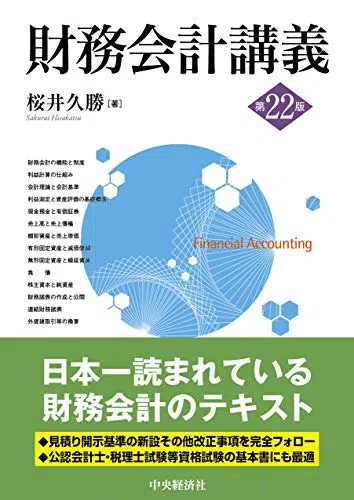 財務会計講義
桜井久勝[著]
Sakurai Hisakatsu
第22版
財務会計の機能と制度
利益計算の仕組み
会計理論と会計基準
利益測定と資産評価の基礎概念
現金預金と有価証券
売上高と売上債権
棚卸資産と売上原価
有形固定資産と減価償却
無形固定資産と繰延資産
負 債
株主資本と純資産
財務諸表の作成と公開
連結財務諸表
外貨建取引等の換算
Financial Accounting
日本一読まれている
財務会計のテキスト
◆見積り開示基準の新設その他改正事項を完全フォロー
◆公認会計士・税理士試験等資格試験の基本書にも最適
中央経済社